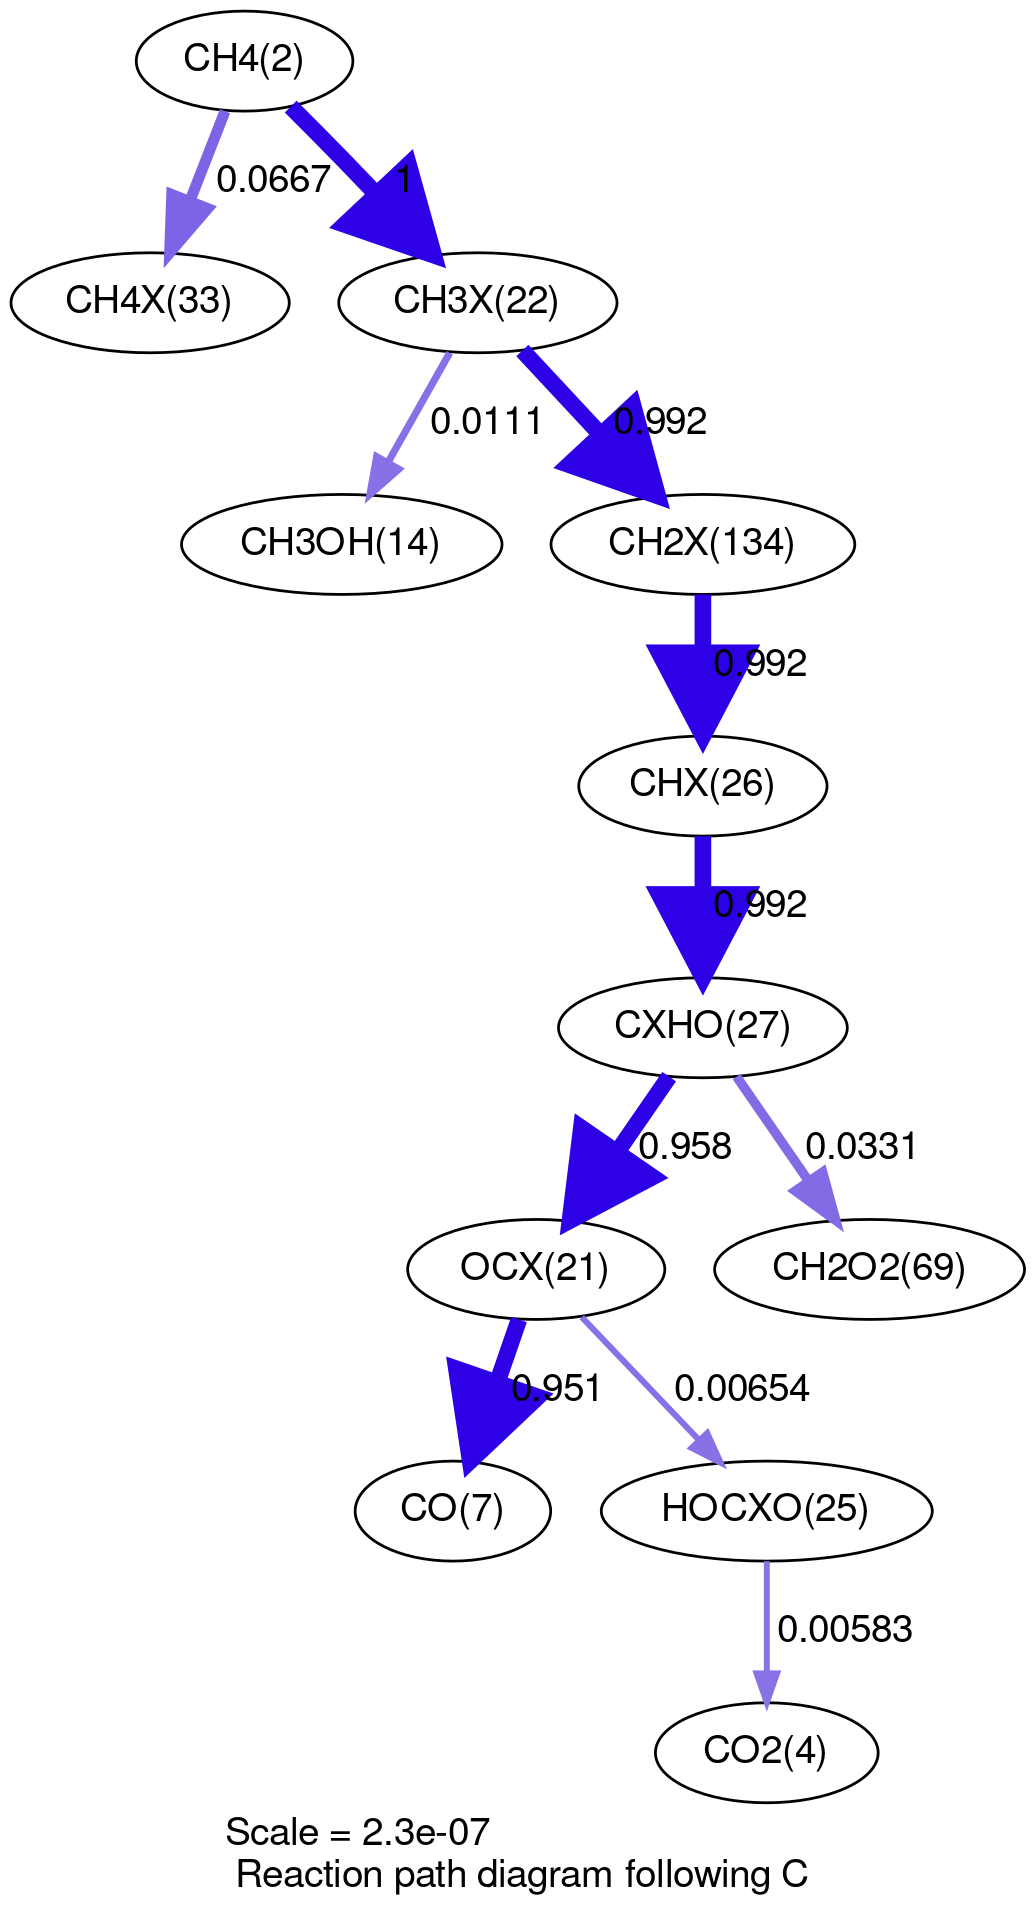 CH4(2)
0.0667
1
CH4X(33)
CH3X(22)
0.0111
0.992
CH3OH(14)
CH2X(134)
0.992
CHX(26)
0.992
CXHO(27)
0.958
0.0331
OCX(21)
CH2O2(69)
0.951
0.00654
CO(7)
HOCXO(25)
0.00583
CO2(4)
Scale = 2.3e-07
Reaction path diagram following C